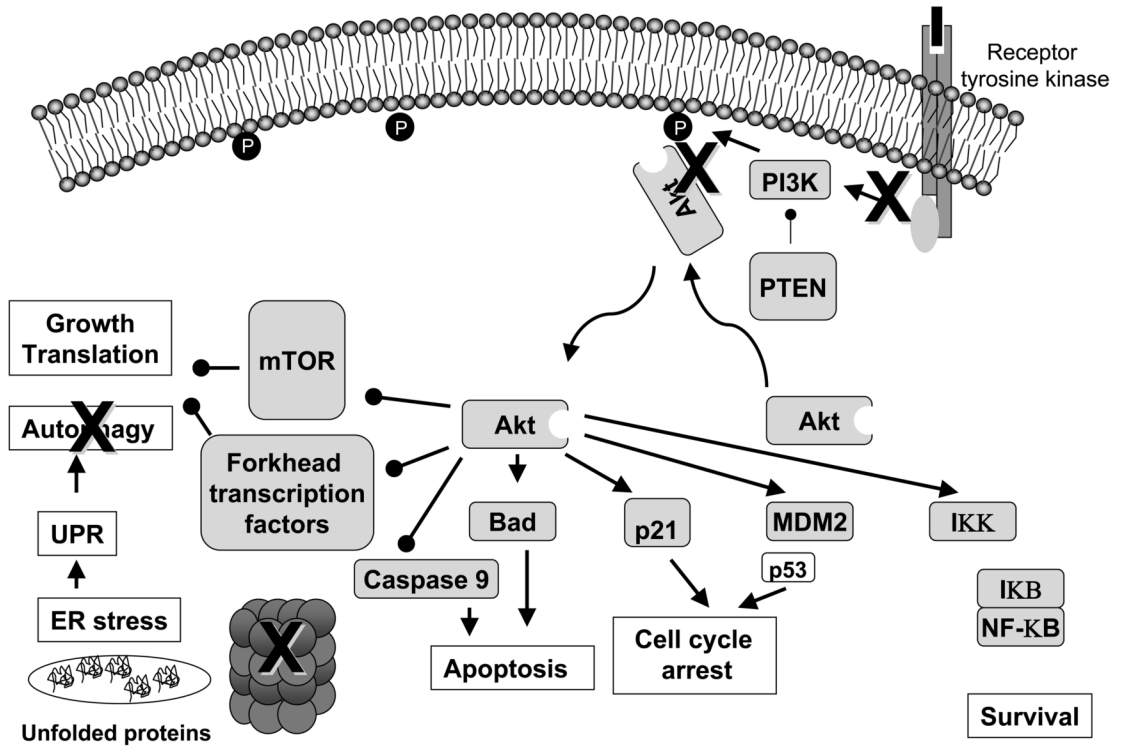 Receptor
tyrosine kinase
P
P
P
Akt
PI3K
PTEN
Growth
Translation
mTOR
Autophagy
Akt
Akt
Forkhead
transcription
factors
UPR
Bad
p21
MDM2
IKK
Caspase 9
p53
IKB
NF-KB
ER stress
Apoptosis
Cell cycle
arrest
Unfolded proteins
Survival